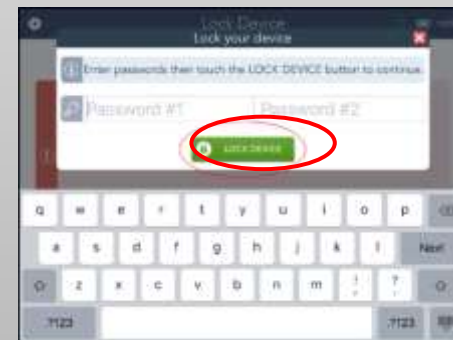 Lock Device
Lock your device
Enter passwords then touch the LOCK DEVICE button to continue.
Password #1 Password #2
LOCK DEVICE
q w e r t y u i o p
a s d f g h j k l Next
z x c v b n m ! , ? .
.?123 .?123